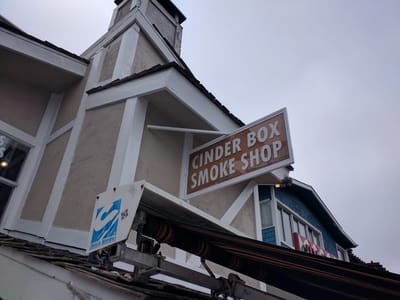 CINDER BOX
SMOKE SHOP